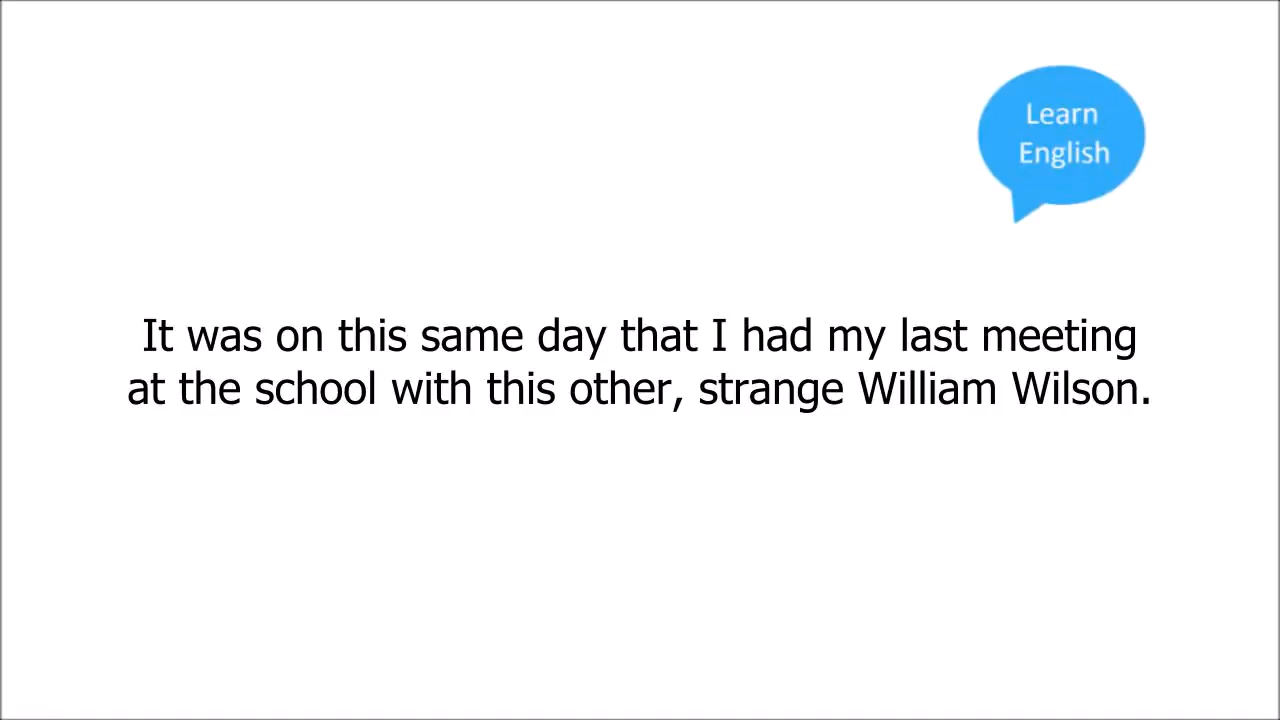 Learn
English
It was on this same day that I had my last meeting
at the school with this other, strange William Wilson.